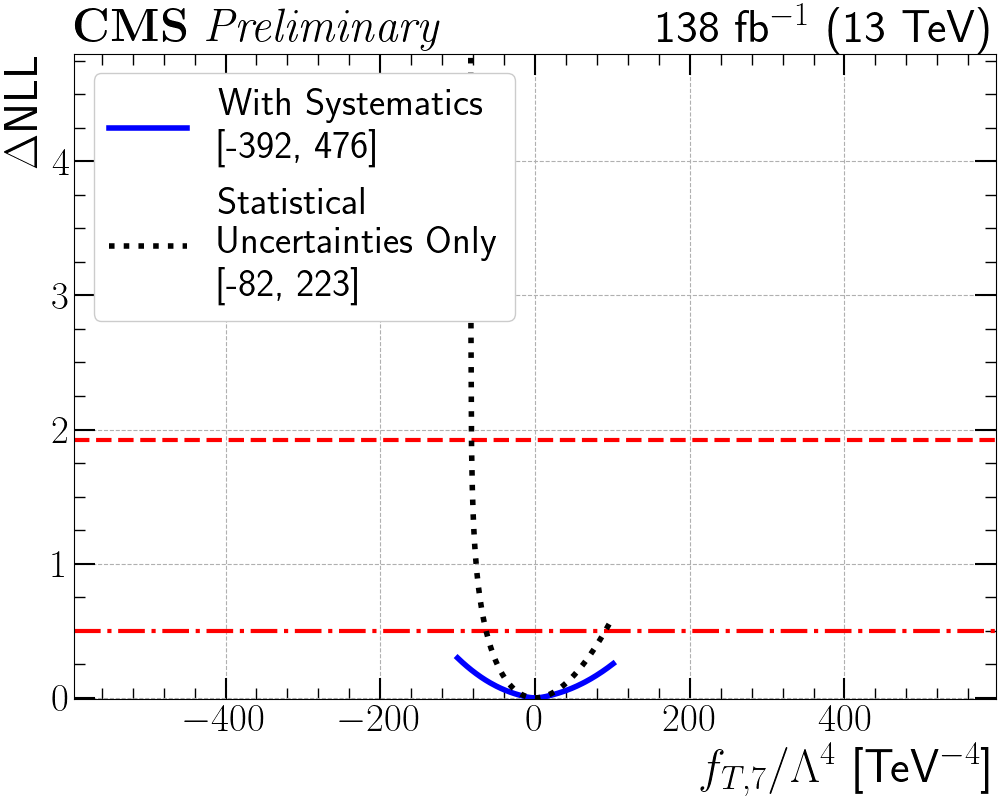 CMS Preliminary 138 fb⁻¹ (13 TeV)
ΔNLL
With Systematics
[-392, 476]
Statistical
Uncertainties Only
[-82, 223]
4
3
2
1
0
−400 −200 0 200 400
f_{T,7}/Λ⁴ [TeV⁻⁴]